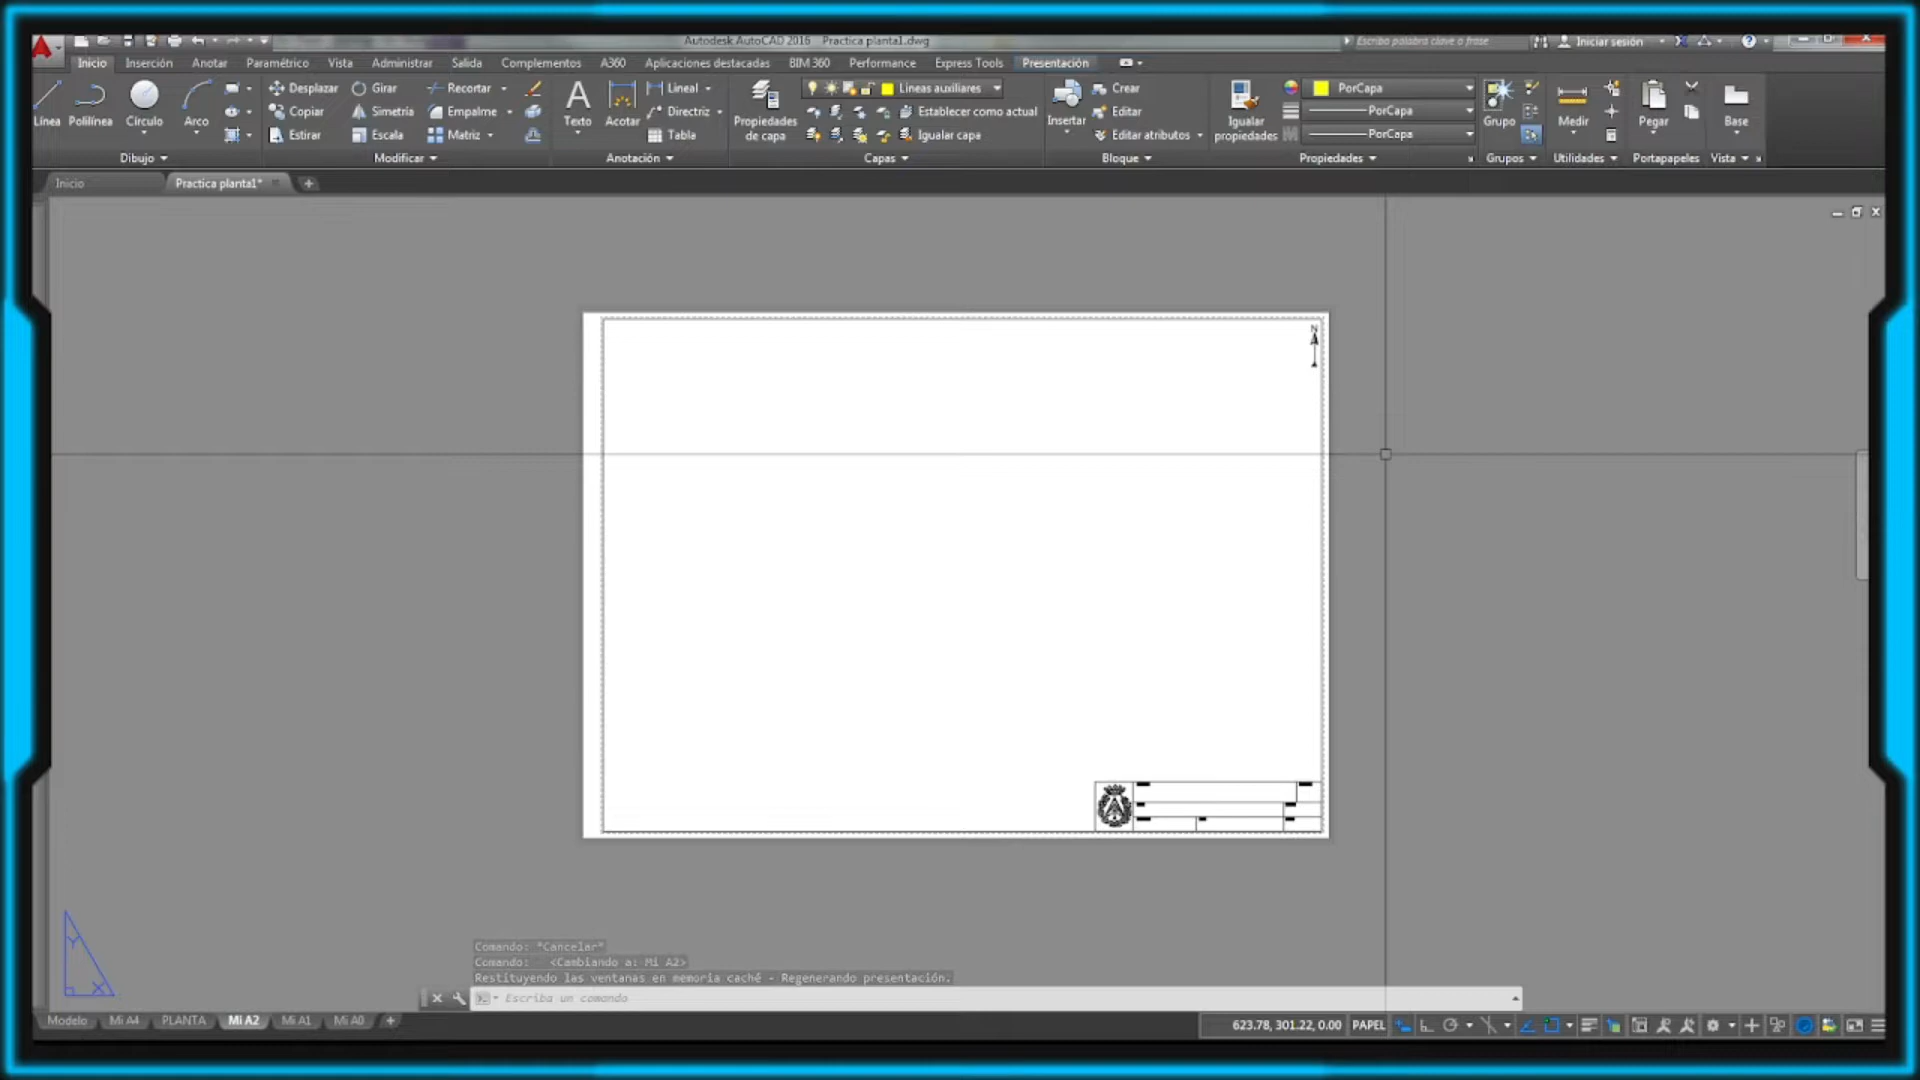 Autodesk AutoCAD 2016 Practica planta1.dwg
Escriba palabra clave o frase
Iniciar sesión
Inicio Inserción Anotar Paramétrico Vista Administrar Salida Complementos A360 Aplicaciones destacadas BIM 360 Performance Express Tools Presentación
Línea Polilínea Círculo Arco
Desplazar Girar Recortar
Copiar Simetría Empalme
Estirar Escala Matriz
Texto Acotar
Lineal
Directriz
Tabla
Propiedades de capa
Líneas auxiliares
Establecer como actual
Igualar capa
Insertar
Crear
Editar
Editar atributos
Igualar propiedades
PorCapa
PorCapa
PorCapa
Grupo
Medir
Pegar
Base
Dibujo Modificar Anotación Capas Bloque Propiedades Grupos Utilidades Portapapeles Vista
Inicio Practica planta1*
N
Y
X
Comando: *Cancelar*
Comando: <Cambiando a: Mi A2>
Restituyendo las ventanas en memoria caché - Regenerando presentación.
Escriba un comando
Modelo Mi A4 PLANTA Mi A2 Mi A1 Mi A0 +
623.78, 301.22, 0.00 PAPEL